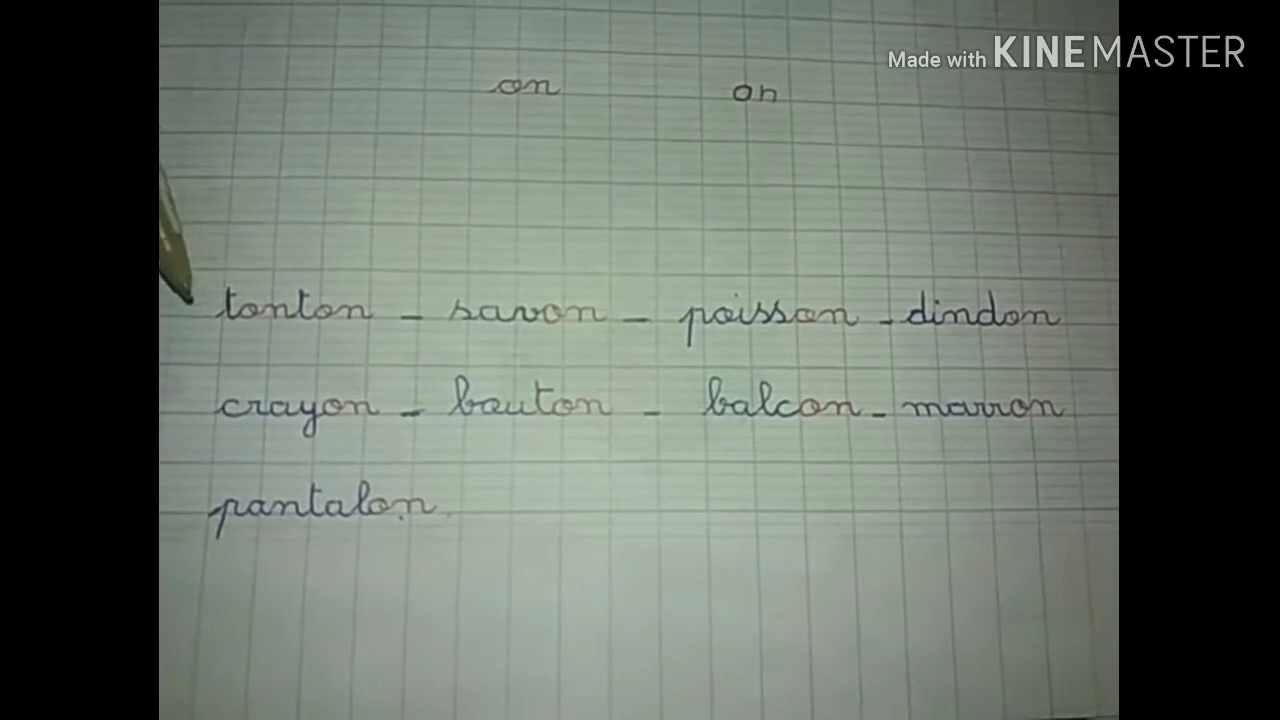 Made with KINEMASTER
on on
tonton - savon - poisson - dindon
crayon - bouton - balcon - marron
pantalon.